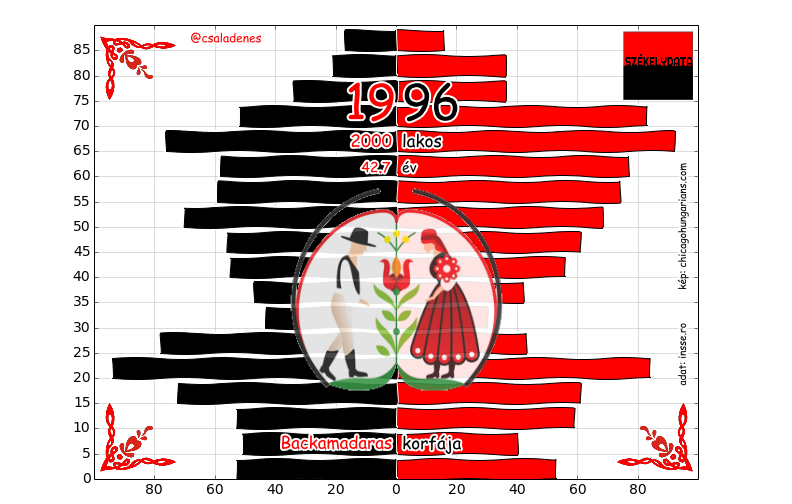 @csaladenes
SZÉKELYDATA
1996
2000 lakos
42.7 év
kép: chicagohungarians.com
adat: insse.ro
Backamadaras korfája
85
80
75
70
65
60
55
50
45
40
35
30
25
20
15
10
5
0
80 60 40 20 0 20 40 60 80